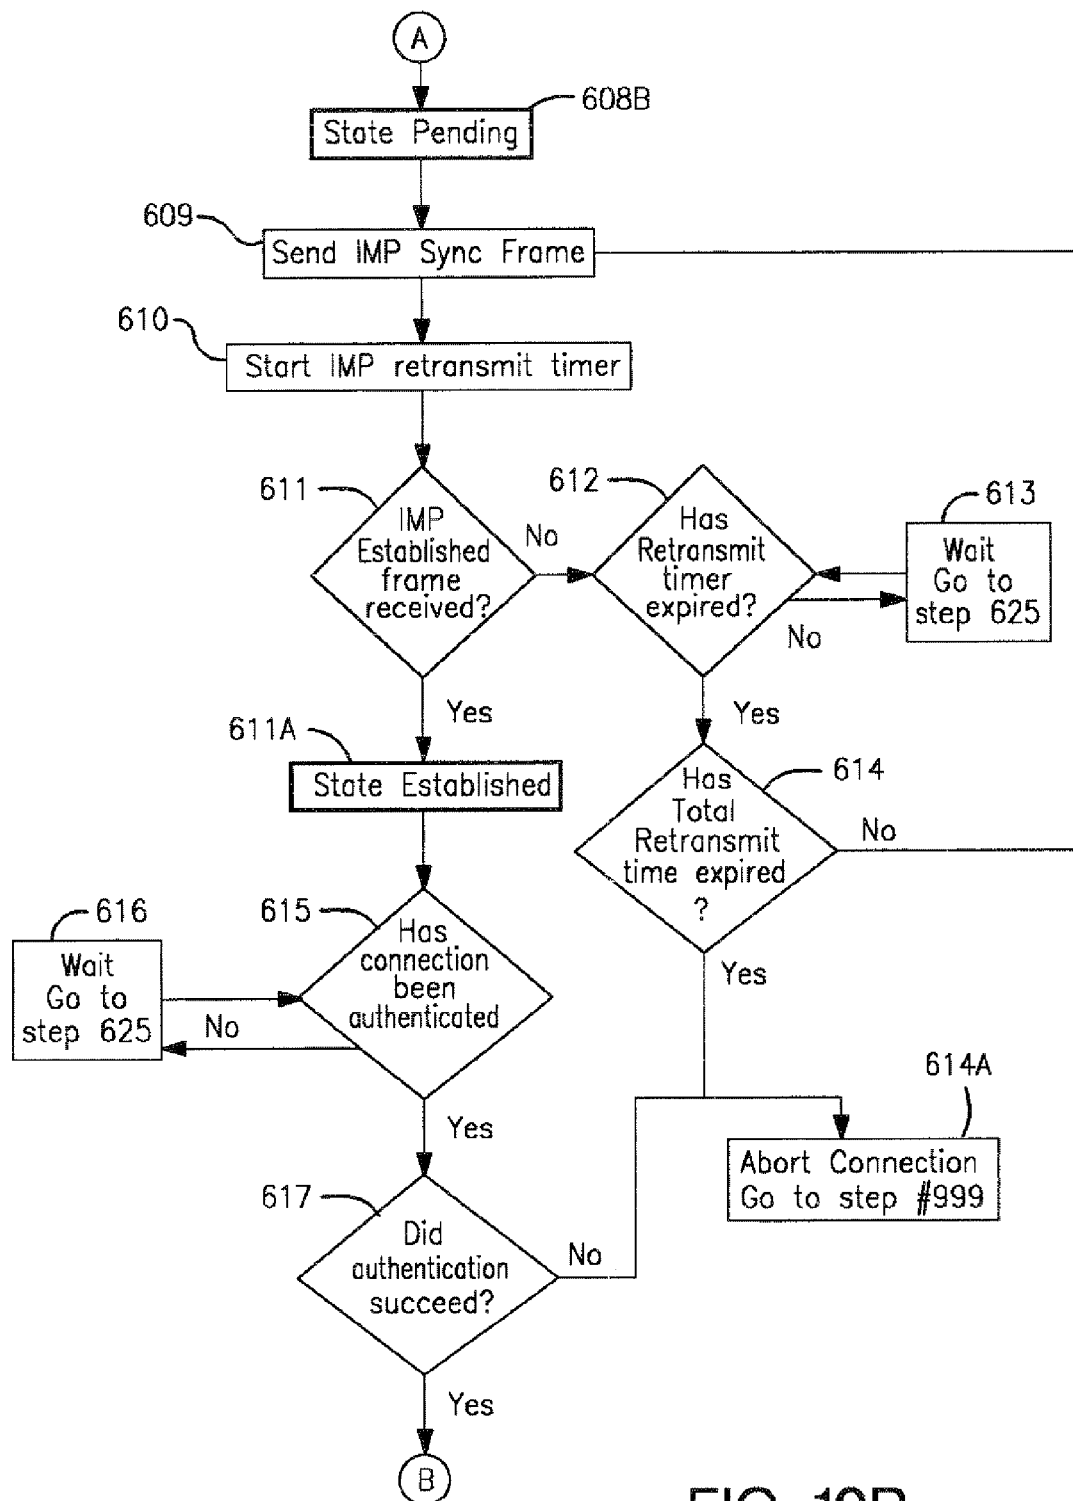 A
608B
State Pending
609
Send IMP Sync Frame
610
Start IMP retransmit timer
611
IMP
Established
frame
received?
No
612
Has
Retransmit
timer
expired?
No
613
Wait
Go to
step 625
Yes
Yes
611A
State Established
614
Has
Total
Retransmit
time expired
?
No
616
Wait
Go to
step 625
No
615
Has
connection
been
authenticated
Yes
614A
Abort Connection
Go to step #999
Yes
617
Did
authentication
succeed?
No
Yes
B